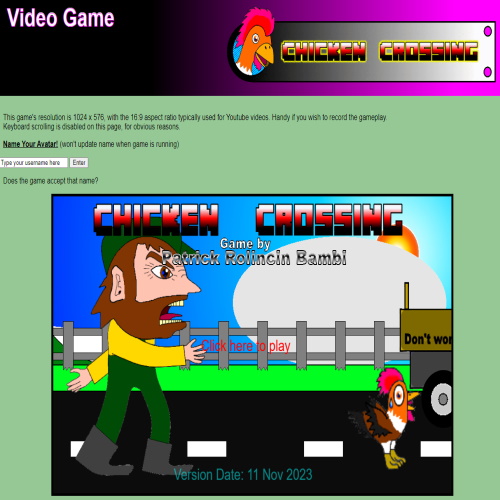 Video Game
CHICKEN CROSSING
This game's resolution is 1024 x 576, with the 16:9 aspect ratio typically used for Youtube videos. Handy if you wish to record the gameplay.
Keyboard scrolling is disabled on this page, for obvious reasons.
Name Your Avatar! (won't update name when game is running)
Type your username here Enter
Does the game accept that name?
CHICKEN CROSSING
Game by
Patrick Rolincin Bambi
Click here to play
Don't wor
Version Date: 11 Nov 2023